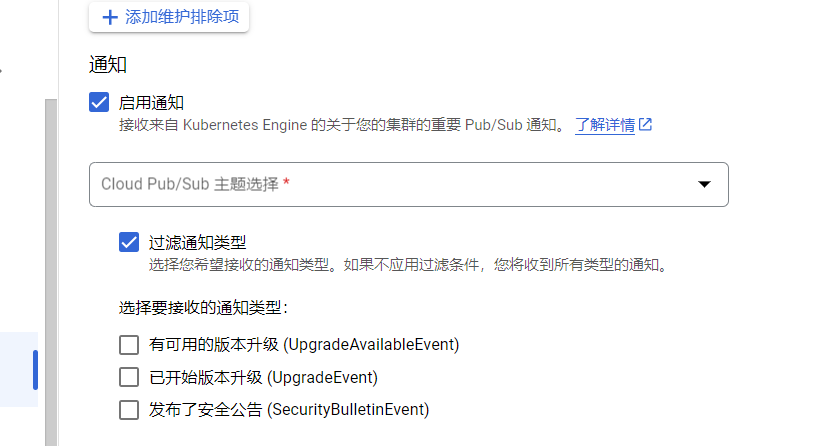 添加维护排除项
通知
启用通知
接收来自 Kubernetes Engine 的关于您的集群的重要 Pub/Sub 通知。 了解详情
Cloud Pub/Sub 主题选择 *
过滤通知类型
选择您希望接收的通知类型。如果不应用过滤条件，您将收到所有类型的通知。
选择要接收的通知类型：
有可用的版本升级 (UpgradeAvailableEvent)
已开始版本升级 (UpgradeEvent)
发布了安全公告 (SecurityBulletinEvent)